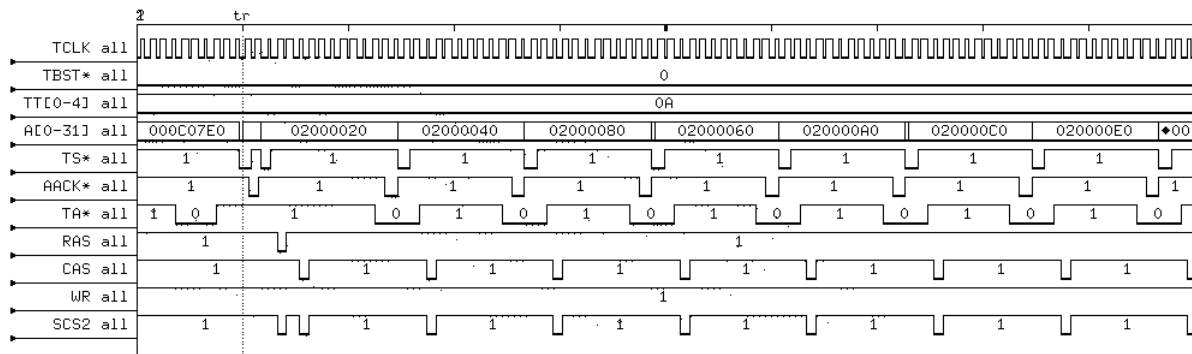 tr
TCLK all
TBST* all 0
TT[0-4] all 0A
A[0-31] all 000C07E0 02000020 02000040 02000080 02000060 020000A0 020000C0 020000E0 ◆00
TS* all 1 1 1 1 1 1 1 1
AACK* all 1 1 1 1 1 1 1 1 1
TA* all 1 0 1 0 1 0 1 0 1 0 1 0 1 0 1 0
RAS all 1 1
CAS all 1 1 1 1 1 1 1 1
WR all 1
SCS2 all 1 1 1 1 1 1 1 1